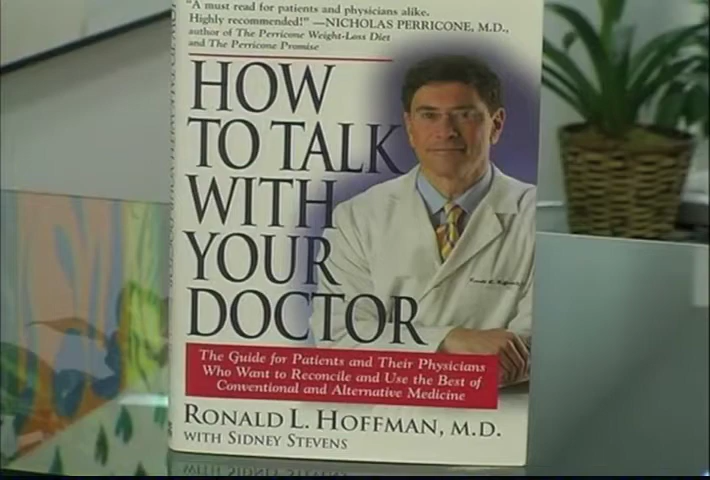 "A must read for patients and physicians alike.
Highly recommended!" —NICHOLAS PERRICONE, M.D.,
author of The Perricone Weight-Loss Diet
and The Perricone Promise
HOW
TO TALK
WITH
YOUR
DOCTOR
The Guide for Patients and Their Physicians
Who Want to Reconcile and Use the Best of
Conventional and Alternative Medicine
RONALD L. HOFFMAN, M.D.
WITH SIDNEY STEVENS